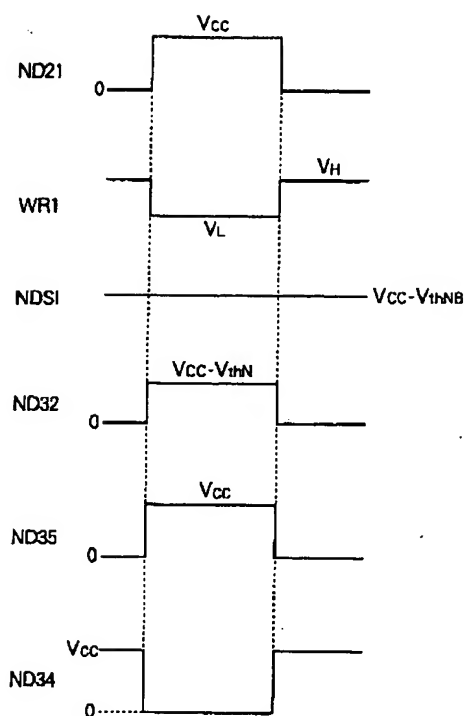 VCC
ND21
0
VH
WR1
VL
NDSI
VCC-VthNB
VCC-VthN
ND32
0
VCC
ND35
0
VCC
ND34
0